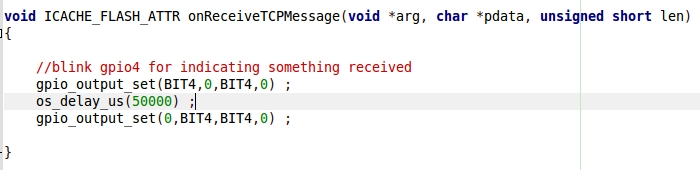 void ICACHE_FLASH_ATTR onReceiveTCPMessage(void *arg, char *pdata, unsigned short len)
{
//blink gpio4 for indicating something received
gpio_output_set(BIT4,0,BIT4,0) ;
os_delay_us(50000) ;
gpio_output_set(0,BIT4,BIT4,0) ;
}